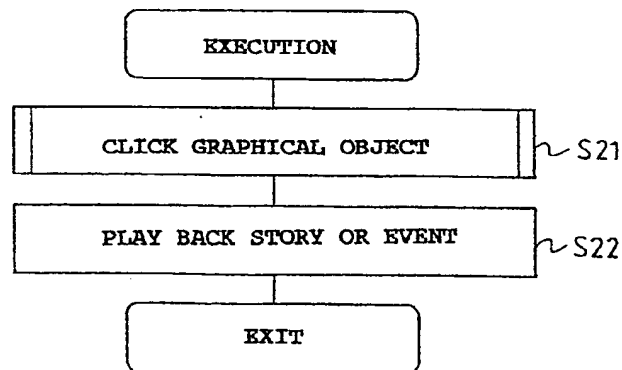 EXECUTION
CLICK GRAPHICAL OBJECT
S21
PLAY BACK STORY OR EVENT
S22
EXIT